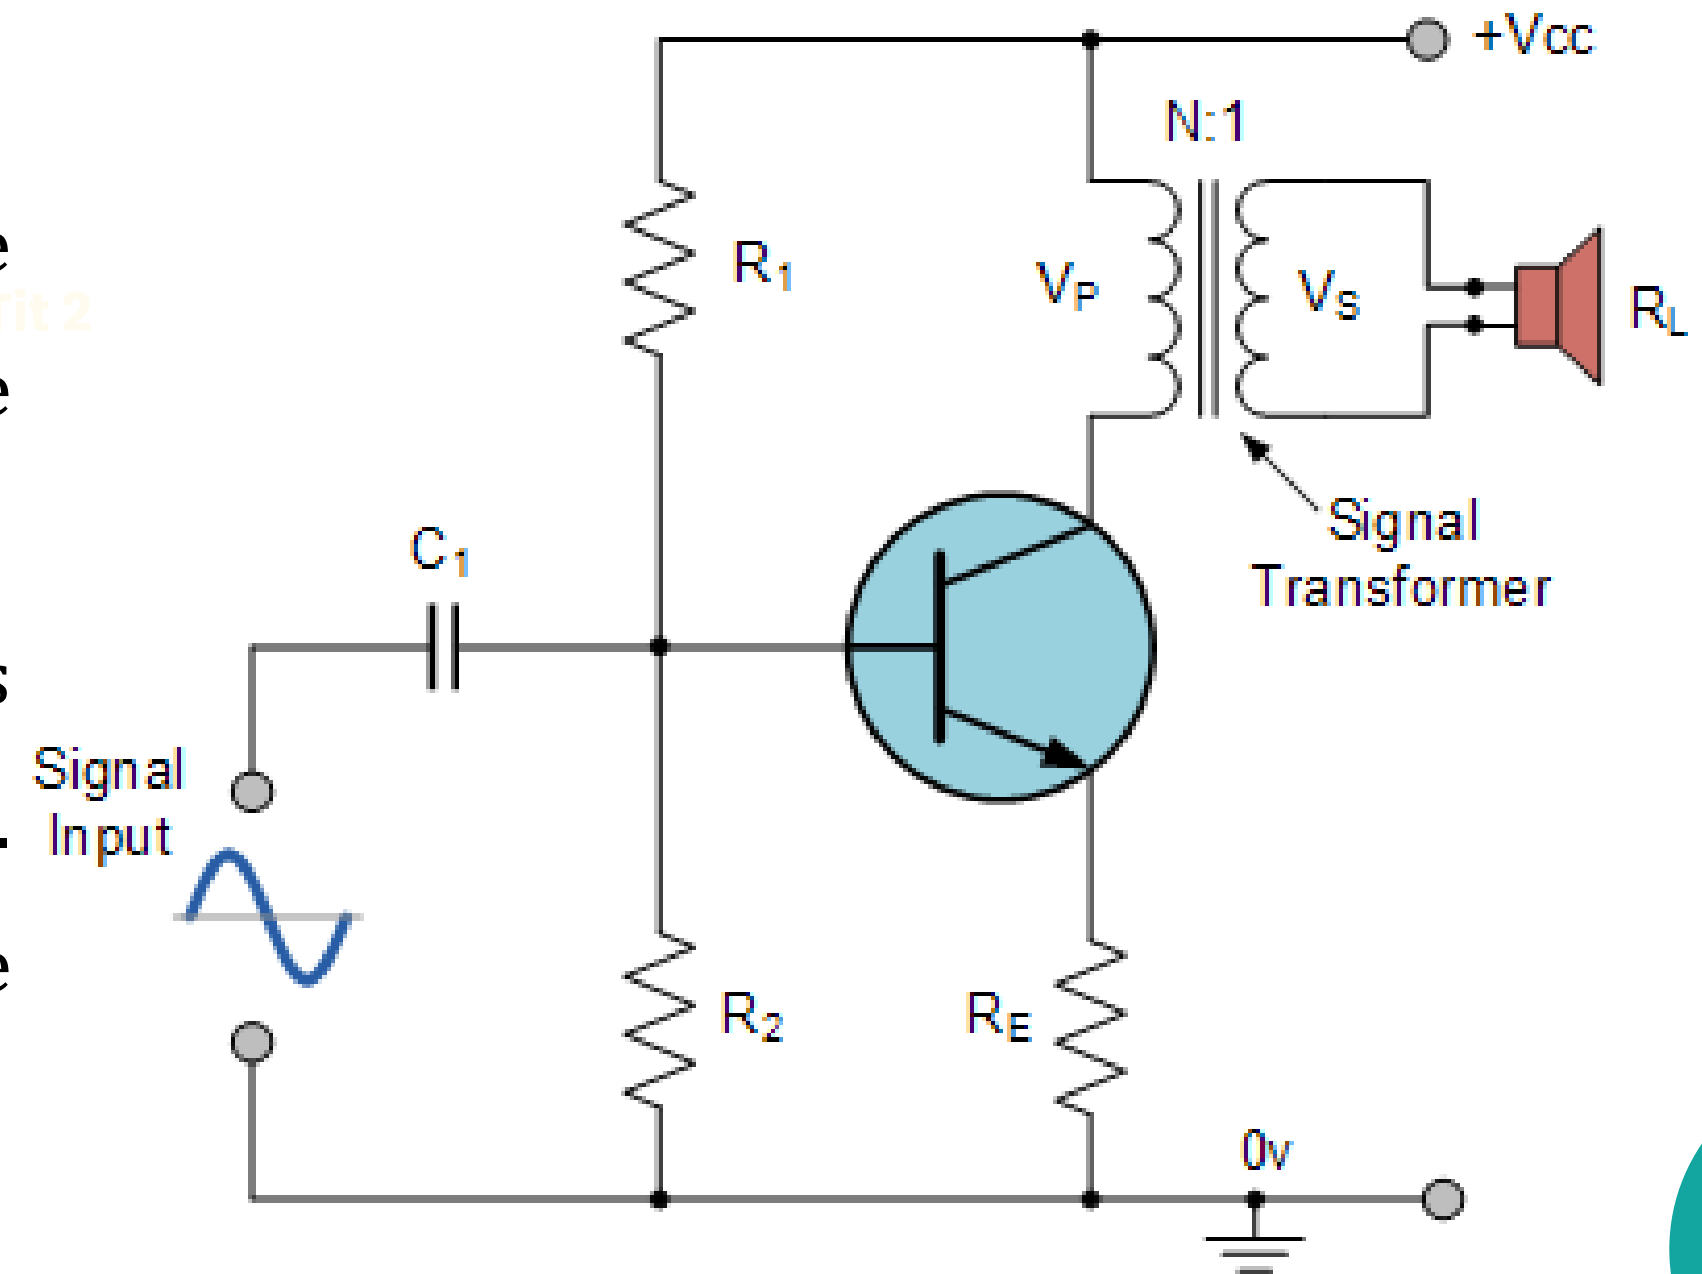 +Vcc
N:1
R1
VP
VS
RL
C1
Signal
Transformer
Signal
Input
R2
RE
0v